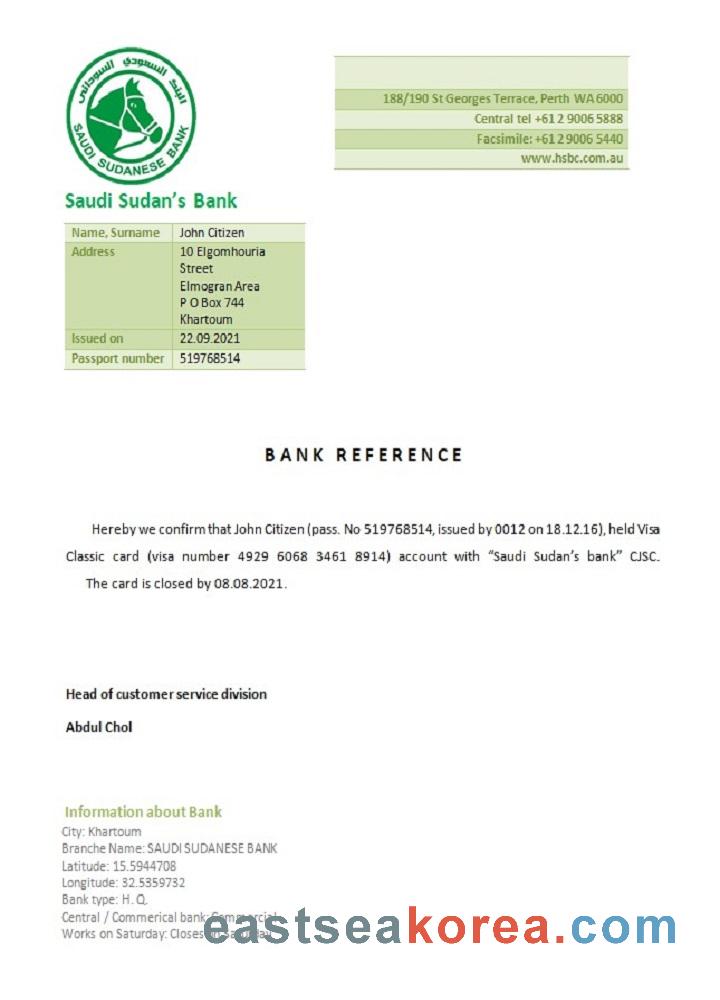 البنك السعودي السوداني
SAUDI SUDANESE BANK
Saudi Sudan’s Bank
188/190 St Georges Terrace, Perth WA 6000
Central tel +61 2 9006 5888
Facsimile: +61 2 9006 5440
www.hsbc.com.au
Name, Surname John Citizen
Address 10 Elgomhouria
Street
Elmogran Area
P O Box 744
Khartoum
Issued on 22.09.2021
Passport number 519768514
BANK REFERENCE
Hereby we confirm that John Citizen (pass. No 519768514, issued by 0012 on 18.12.16), held Visa
Classic card (visa number 4929 6068 3461 8914) account with “Saudi Sudan’s bank” CJSC.
The card is closed by 08.08.2021.
Head of customer service division
Abdul Chol
Information about Bank
City: Khartoum
Branche Name: SAUDI SUDANESE BANK
Latitude: 15.5944708
Longitude: 32.5359732
Bank type: H. Q.
Central / Commerical bank: Commercial
Works on Saturday: Closes on Saturday
eastseakorea.com